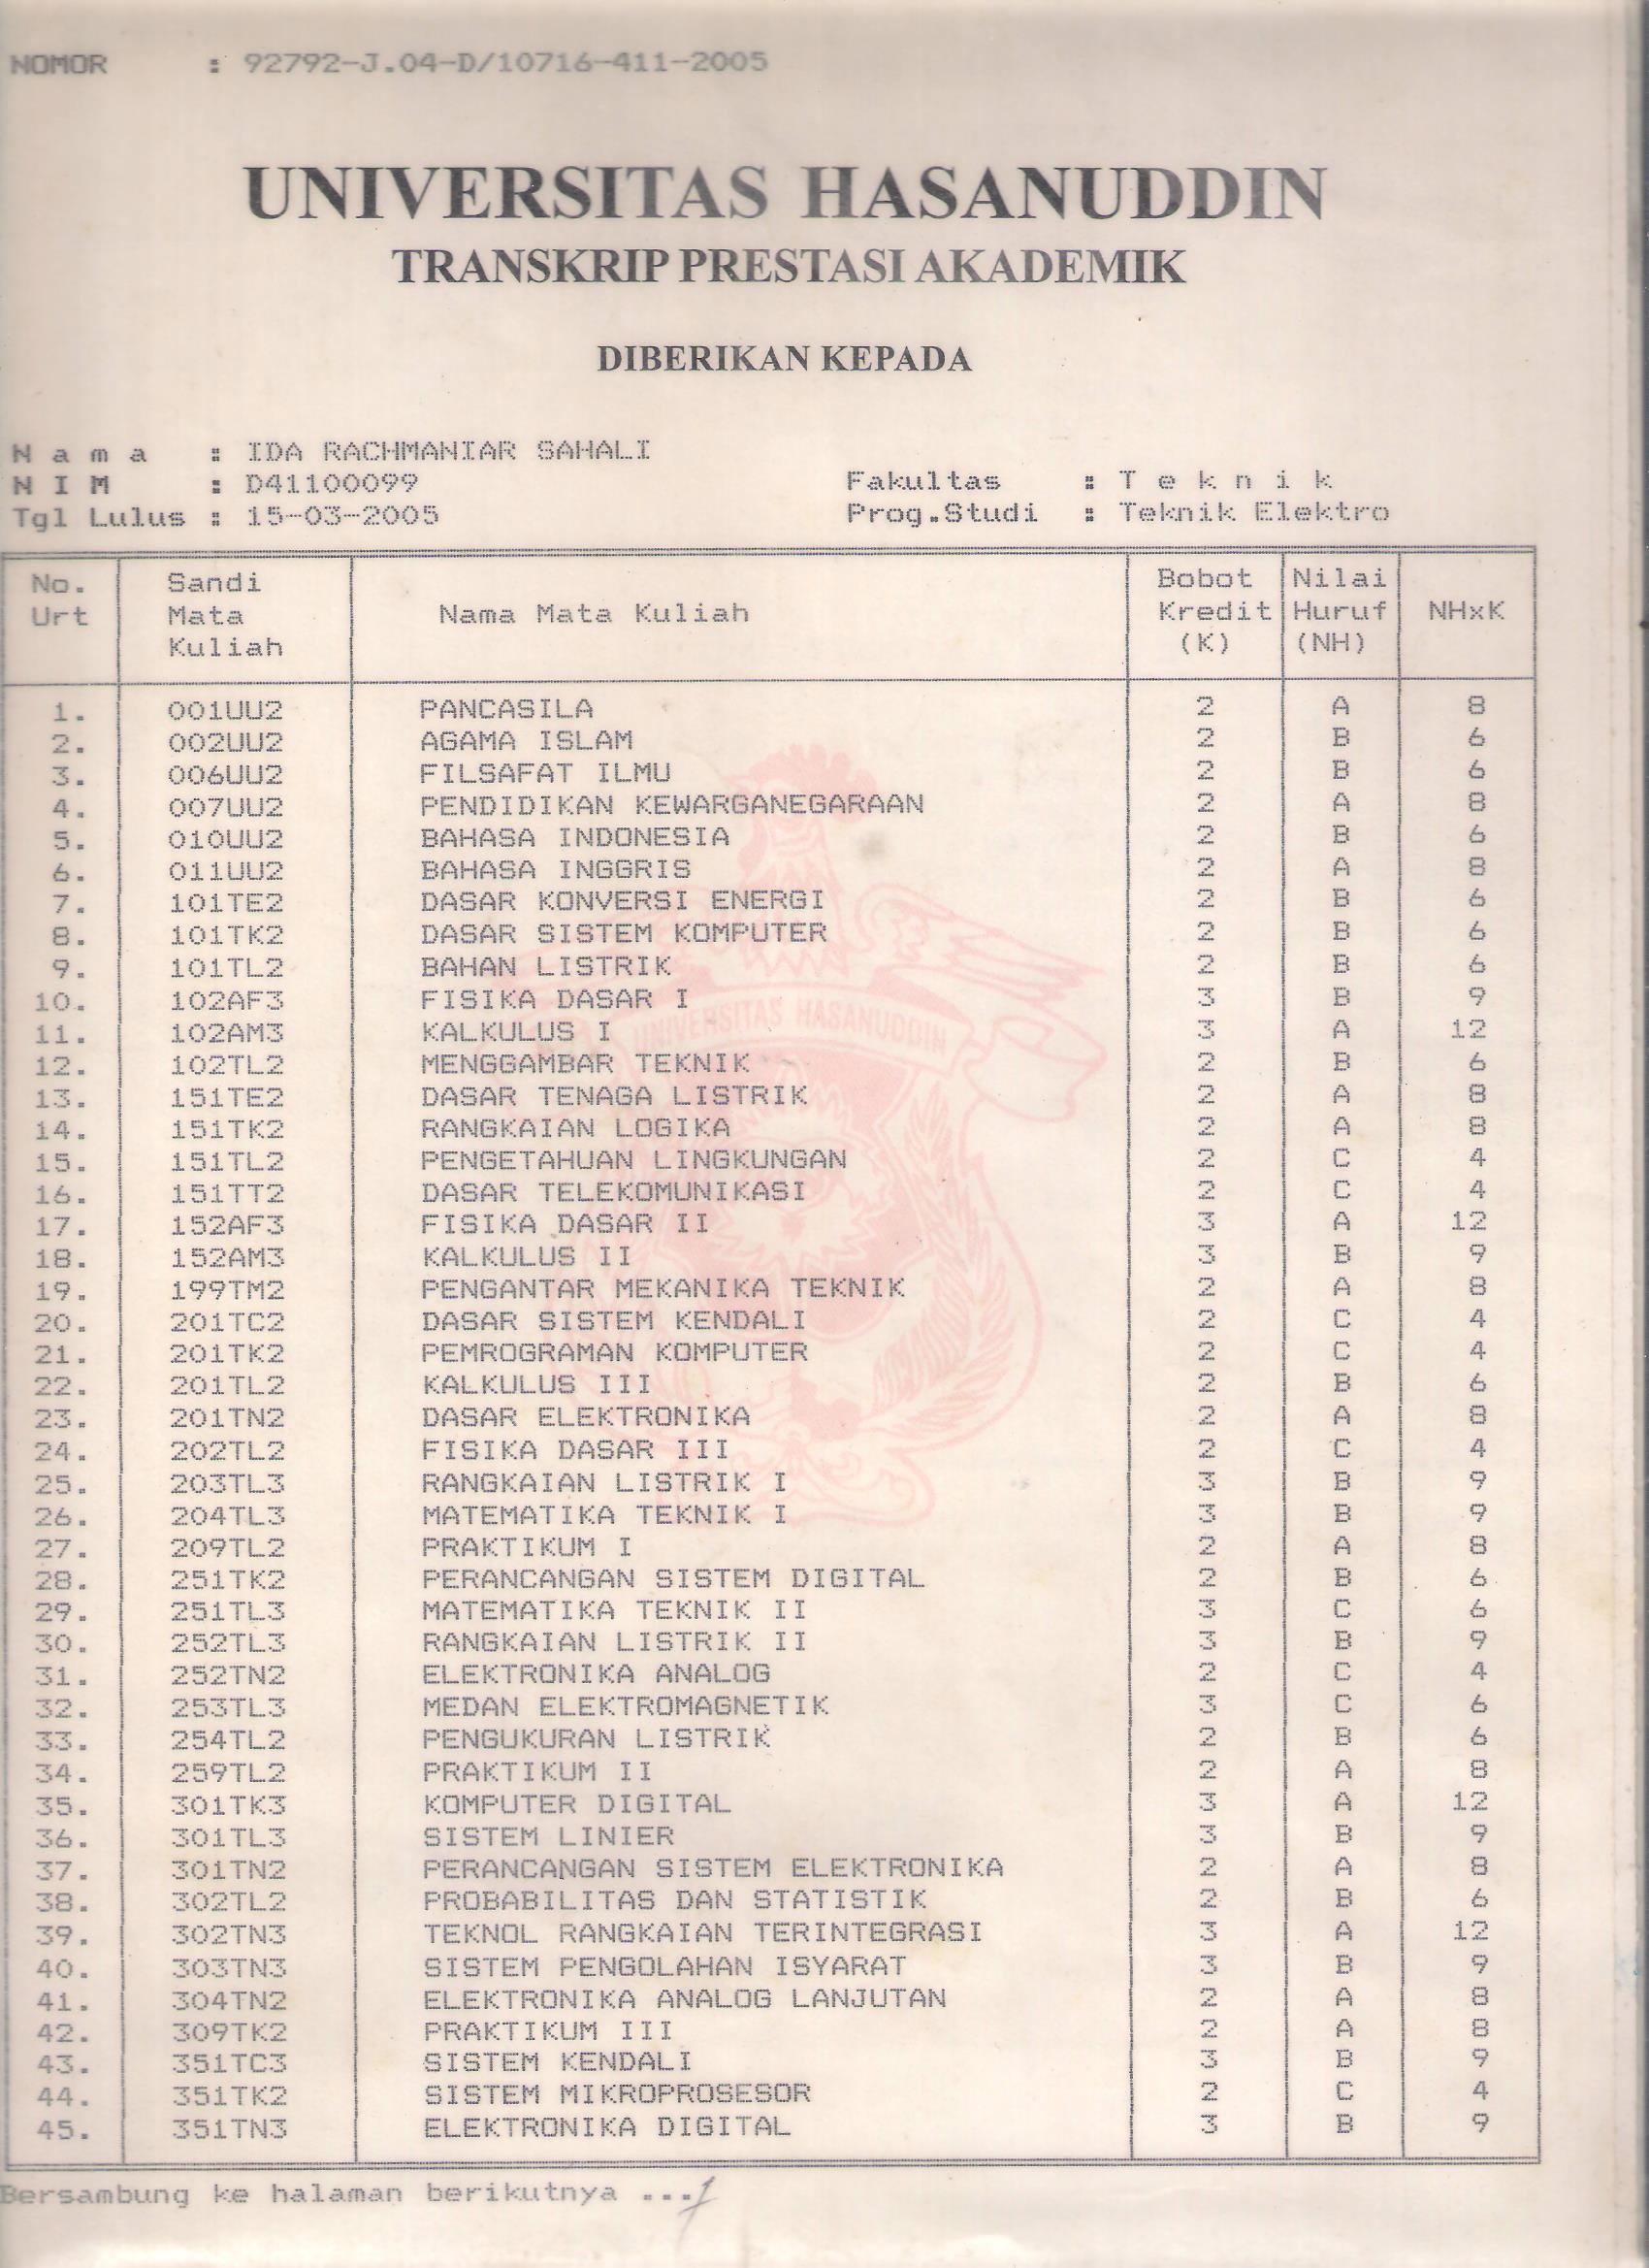 NOMOR : 92792-J.04-D/10716-411-2005
UNIVERSITAS HASANUDDIN
TRANSKRIP PRESTASI AKADEMIK
DIBERIKAN KEPADA
N a m a : IDA RACHMANIAR SAHALI
N I M : D41100099 Fakultas : T e k n i k
Tgl Lulus : 15-03-2005 Prog.Studi : Teknik Elektro
No. Sandi Bobot Nilai
Urt Mata Nama Mata Kuliah Kredit Huruf NHxK
Kuliah (K) (NH)
1. 001UU2 PANCASILA 2 A 8
2. 002UU2 AGAMA ISLAM 2 B 6
3. 006UU2 FILSAFAT ILMU 2 B 6
4. 007UU2 PENDIDIKAN KEWARGANEGARAAN 2 A 8
5. 010UU2 BAHASA INDONESIA 2 B 6
6. 011UU2 BAHASA INGGRIS 2 A 8
7. 101TE2 DASAR KONVERSI ENERGI 2 B 6
8. 101TK2 DASAR SISTEM KOMPUTER 2 B 6
9. 101TL2 BAHAN LISTRIK 2 B 6
10. 102AF3 FISIKA DASAR I 3 B 9
UNIVERSITAS HASANUDDIN
11. 102AM3 KALKULUS I 3 A 12
12. 102TL2 MENGGAMBAR TEKNIK 2 B 6
13. 151TE2 DASAR TENAGA LISTRIK 2 A 8
14. 151TK2 RANGKAIAN LOGIKA 2 A 8
15. 151TL2 PENGETAHUAN LINGKUNGAN 2 C 4
16. 151TT2 DASAR TELEKOMUNIKASI 2 C 4
17. 152AF3 FISIKA DASAR II 3 A 12
18. 152AM3 KALKULUS II 3 B 9
19. 199TM2 PENGANTAR MEKANIKA TEKNIK 2 A 8
20. 201TC2 DASAR SISTEM KENDALI 2 C 4
21. 201TK2 PEMROGRAMAN KOMPUTER 2 C 4
22. 201TL2 KALKULUS III 2 B 6
23. 201TN2 DASAR ELEKTRONIKA 2 A 8
24. 202TL2 FISIKA DASAR III 2 C 4
25. 203TL3 RANGKAIAN LISTRIK I 3 B 9
26. 204TL3 MATEMATIKA TEKNIK I 3 B 9
27. 209TL2 PRAKTIKUM I 2 A 8
28. 251TK2 PERANCANGAN SISTEM DIGITAL 2 B 6
29. 251TL3 MATEMATIKA TEKNIK II 3 C 6
30. 252TL3 RANGKAIAN LISTRIK II 3 B 9
31. 252TN2 ELEKTRONIKA ANALOG 2 C 4
32. 253TL3 MEDAN ELEKTROMAGNETIK 3 C 6
33. 254TL2 PENGUKURAN LISTRIK 2 B 6
34. 259TL2 PRAKTIKUM II 2 A 8
35. 301TK3 KOMPUTER DIGITAL 3 A 12
36. 301TL3 SISTEM LINIER 3 B 9
37. 301TN2 PERANCANGAN SISTEM ELEKTRONIKA 2 A 8
38. 302TL2 PROBABILITAS DAN STATISTIK 2 B 6
39. 302TN3 TEKNOL RANGKAIAN TERINTEGRASI 3 A 12
40. 303TN3 SISTEM PENGOLAHAN ISYARAT 3 B 9
41. 304TN2 ELEKTRONIKA ANALOG LANJUTAN 2 A 8
42. 309TK2 PRAKTIKUM III 2 A 8
43. 351TC3 SISTEM KENDALI 3 B 9
44. 351TK2 SISTEM MIKROPROSESOR 2 C 4
45. 351TN3 ELEKTRONIKA DIGITAL 3 B 9
Bersambung ke halaman berikutnya ...